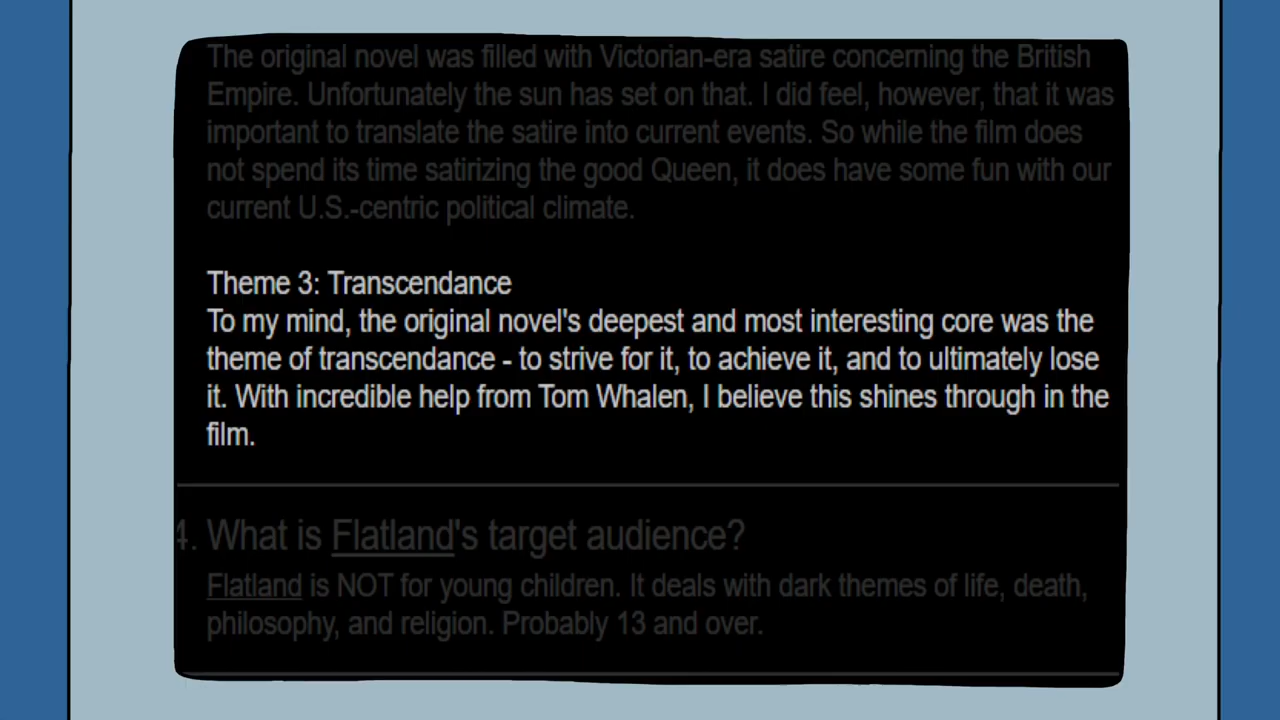 The original novel was filled with Victorian-era satire concerning the British
Empire. Unfortunately the sun has set on that. I did feel, however, that it was
important to translate the satire into current events. So while the film does
not spend its time satirizing the good Queen, it does have some fun with our
current U.S.-centric political climate.
Theme 3: Transcendance
To my mind, the original novel's deepest and most interesting core was the
theme of transcendance - to strive for it, to achieve it, and to ultimately lose
it. With incredible help from Tom Whalen, I believe this shines through in the
film.
4. What is Flatland's target audience?
Flatland is NOT for young children. It deals with dark themes of life, death,
philosophy, and religion. Probably 13 and over.